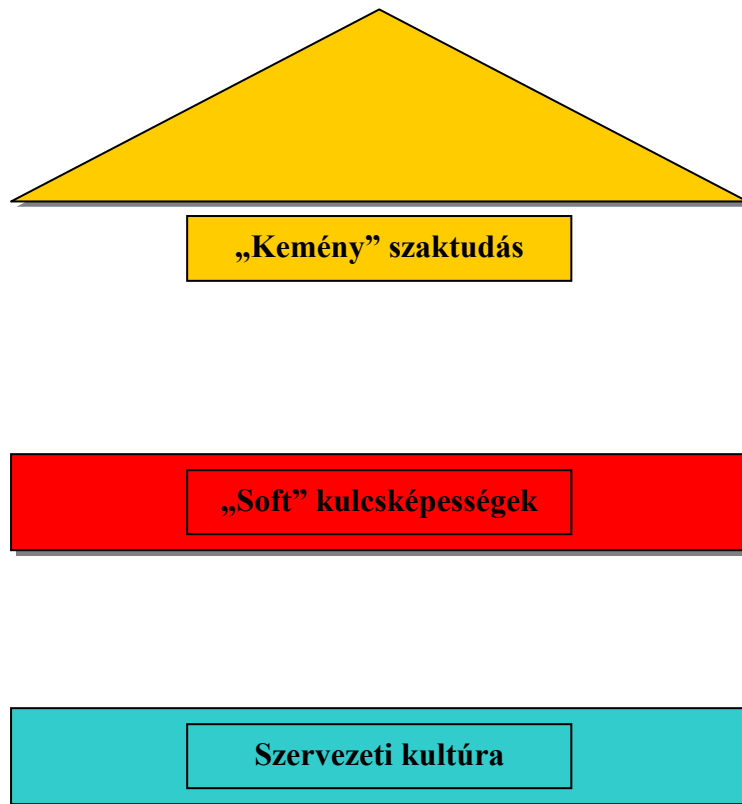 „Kemény” szaktudás
„Soft” kulcsképességek
Szervezeti kultúra